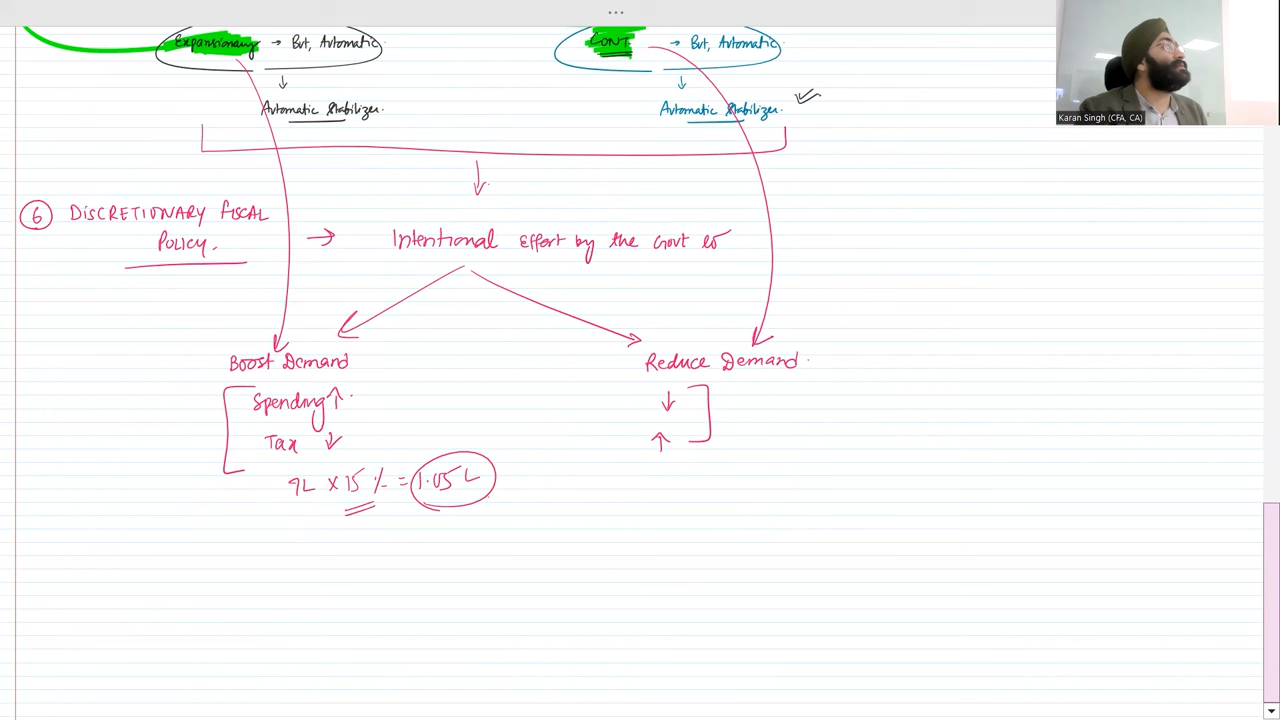 Expansionary → But, Automatic
CONT → But, Automatic
↓
↓
Automatic Stabilizer.
Automatic Stabilizer.
Karan Singh (CFA, CA)
6 DISCRETIONARY FISCAL
POLICY. → Intentional Effort by the Govt to
Boost Demand
Reduce Demand.
Spending ↑ ↓
Tax ↓ ↑
7L × 15 % = 1.05 L